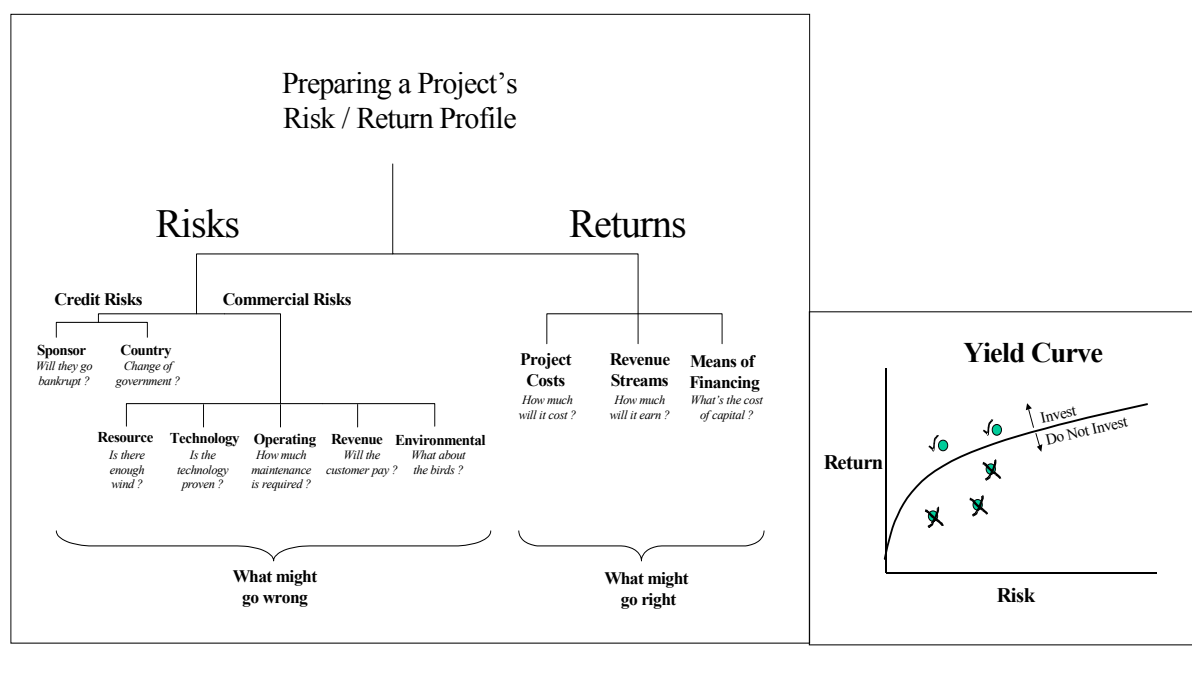 Preparing a Project's
Risk / Return Profile
Risks
Returns
Credit Risks
Commercial Risks
Sponsor
Will they go
bankrupt ?
Country
Change of
government ?
Resource
Is there
enough
wind ?
Technology
Is the
technology
proven ?
Operating
How much
maintenance
is required ?
Revenue
Will the
customer pay ?
Environmental
What about
the birds ?
What might
go wrong
Project
Costs
How much
will it cost ?
Revenue
Streams
How much
will it earn ?
Means of
Financing
What's the cost
of capital ?
What might
go right
Yield Curve
Return
Invest
Do Not Invest
Risk